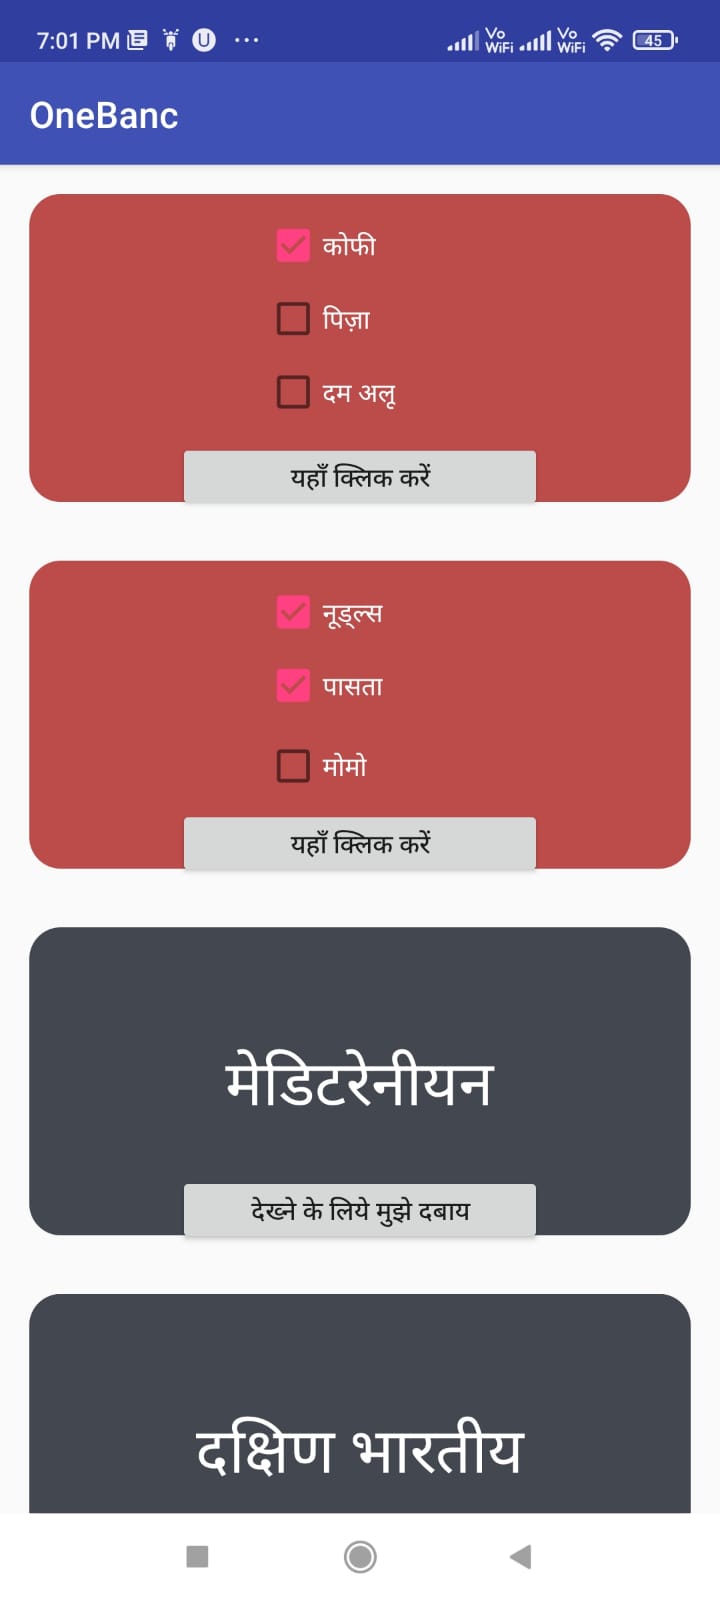 7:01 PM U ... Vo WiFi Vo WiFi 45
OneBanc
कोफी
पिज़ा
दम अलू
यहाँ क्लिक करें
नूड्ल्स
पासता
मोमो
यहाँ क्लिक करें
मेडिटरेनीयन
देख्ने के लिये मुझे दबाय
दक्षिण भारतीय